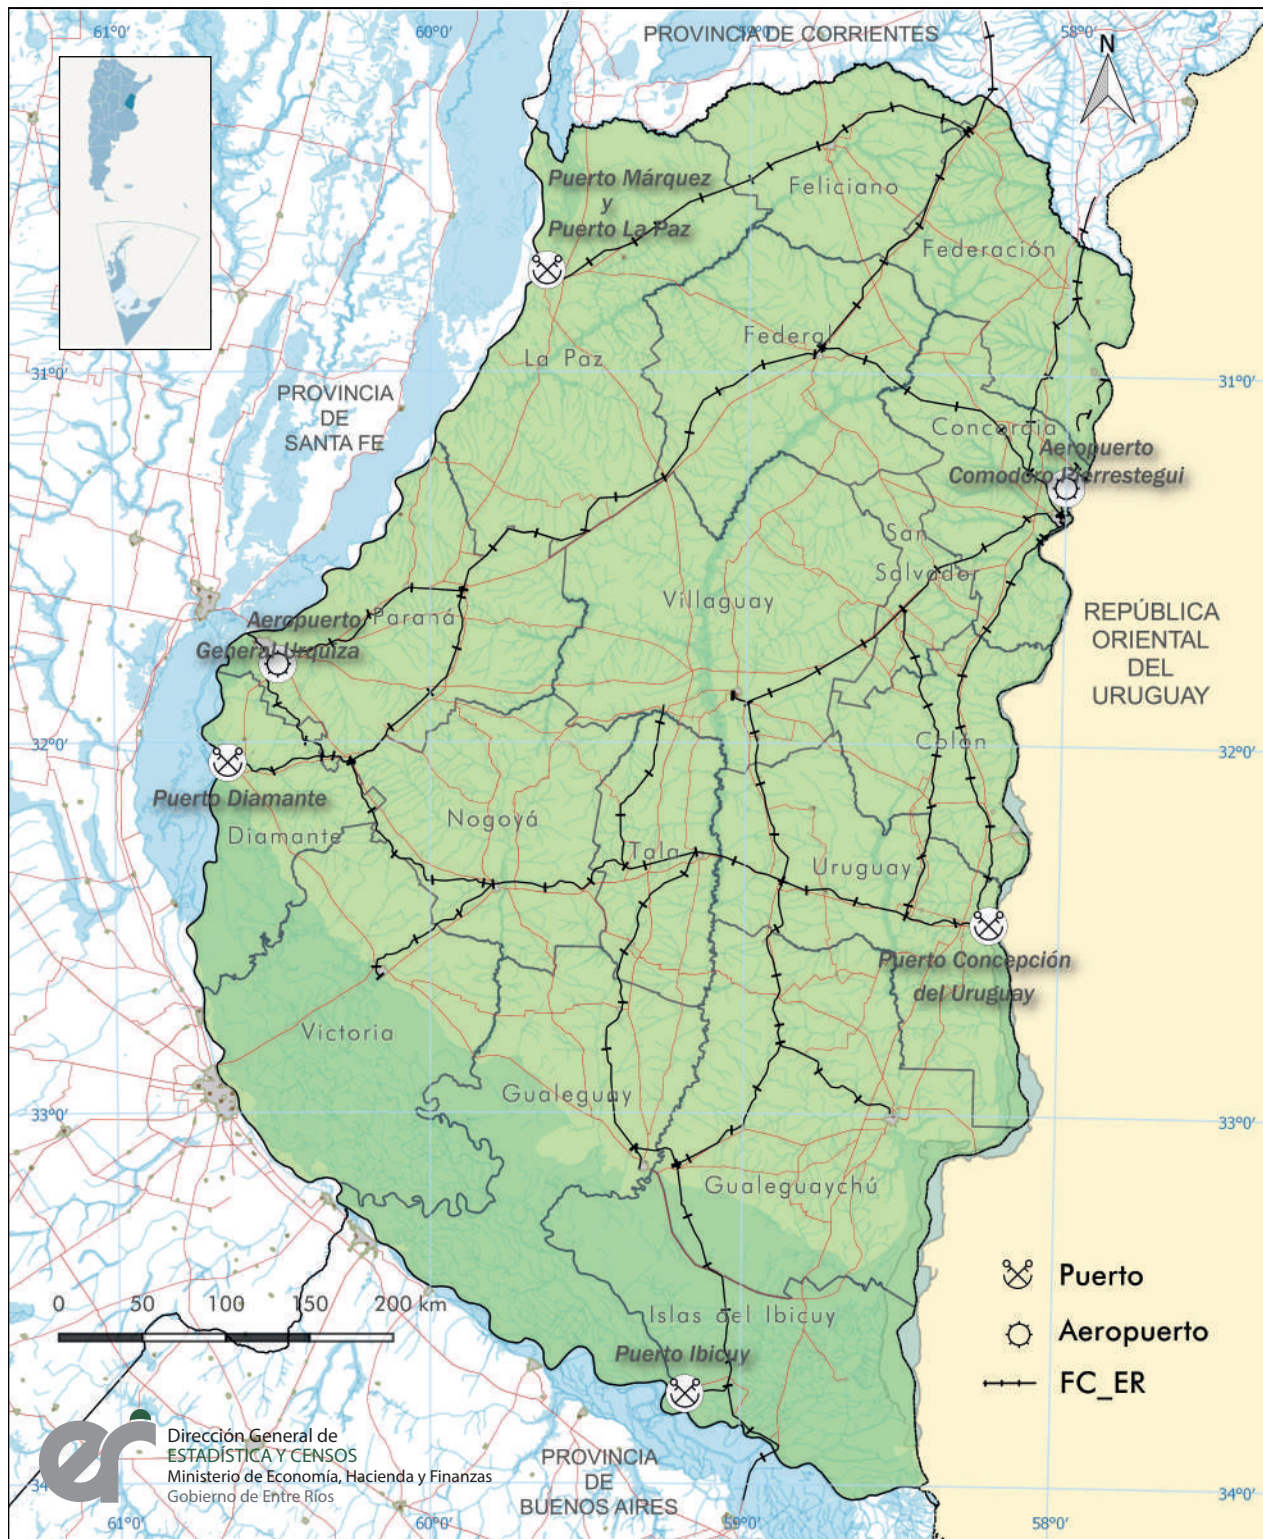 61°0'
60°0'
59°0'
58°0'
PROVINCIA DE CORRIENTES
N
Puerto Márquez
y
Puerto La Paz
Feliciano
Federación
Federal
La Paz
31°0'
31°0'
PROVINCIA
DE
SANTA FE
Concordia
Aeropuerto
Comodoro Pierrestegui
San
Salvador
Villaguay
Aeropuerto
General Urquiza
Paraná
REPÚBLICA
ORIENTAL
DEL
URUGUAY
32°0'
32°0'
Colón
Puerto Diamante
Diamante
Nogoyá
Tala
Uruguay
Puerto Concepción
del Uruguay
Victoria
Gualeguay
33°0'
33°0'
Gualeguaychú
Puerto
0 50 100 150 200 km
Islas del Ibicuy
Aeropuerto
Puerto Ibicuy
FC_ER
er
Dirección General de
ESTADÍSTICA Y CENSOS
Ministerio de Economía, Hacienda y Finanzas
Gobierno de Entre Ríos
PROVINCIA
DE
BUENOS AIRES
34°0'
34°0'
61°0'
60°0'
59°0'
58°0'